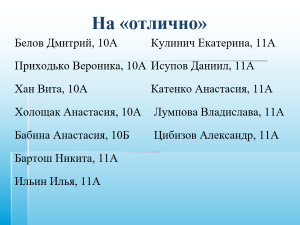 На «отлично»
Белов Дмитрий, 10А
Приходько Вероника, 10А
Хан Вита, 10А
Холощак Анастасия, 10А
Бабина Анастасия, 10Б
Бартош Никита, 11А
Ильин Илья, 11А
Кулинич Екатерина, 11А
Исупов Даниил, 11А
Катенко Анастасия, 11А
Лумпова Владислава, 11А
Цибизов Александр, 11А